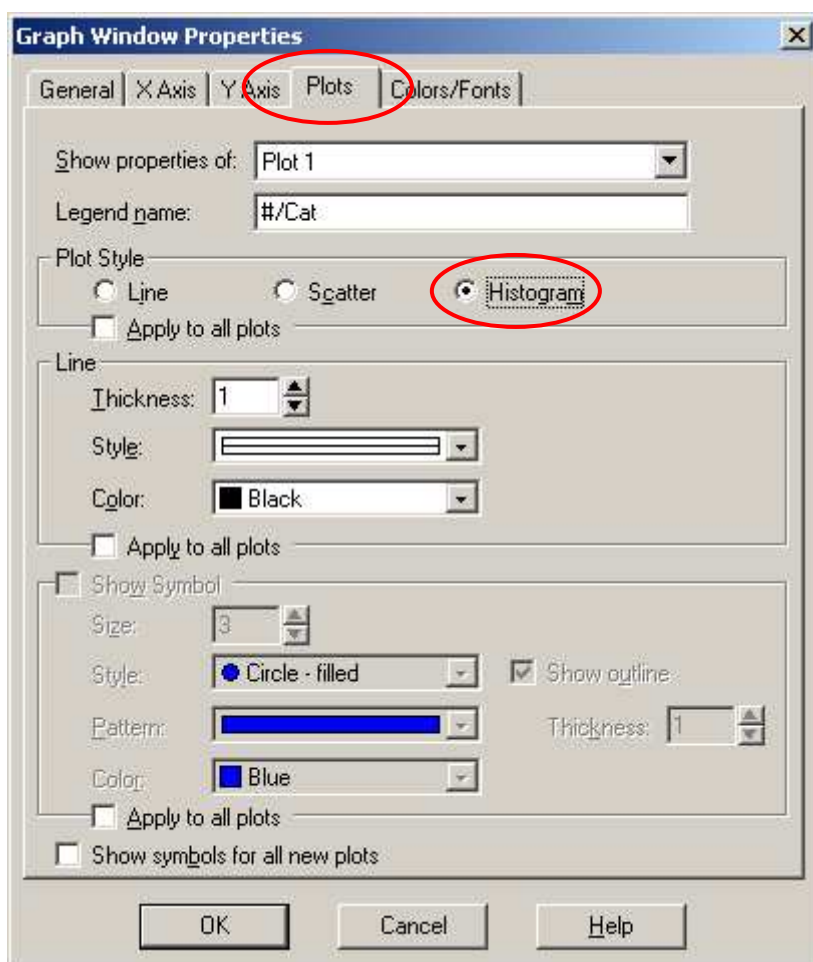 Graph Window Properties
General X Axis Y Axis Plots Colors/Fonts
Show properties of: Plot 1
Legend name: #/Cat
Plot Style
Line Scatter Histogram
Apply to all plots
Line
Thickness: 1
Style:
Color: Black
Apply to all plots
Show Symbol
Size: 3
Style: Circle - filled Show outline
Pattern: Thickness: 1
Color: Blue
Apply to all plots
Show symbols for all new plots
OK Cancel Help